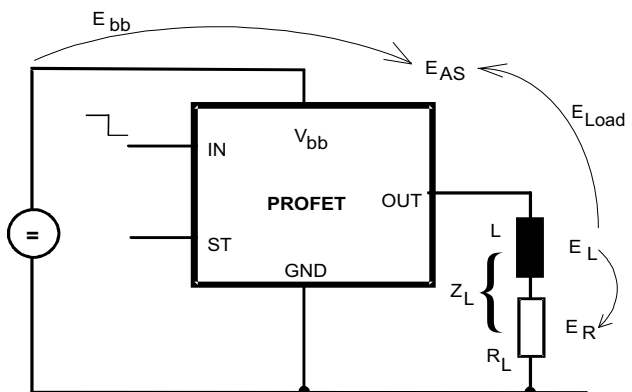 E bb
E AS
E Load
IN
V bb
PROFET
OUT
ST
GND
=
L
E L
Z L
{
E R
R L